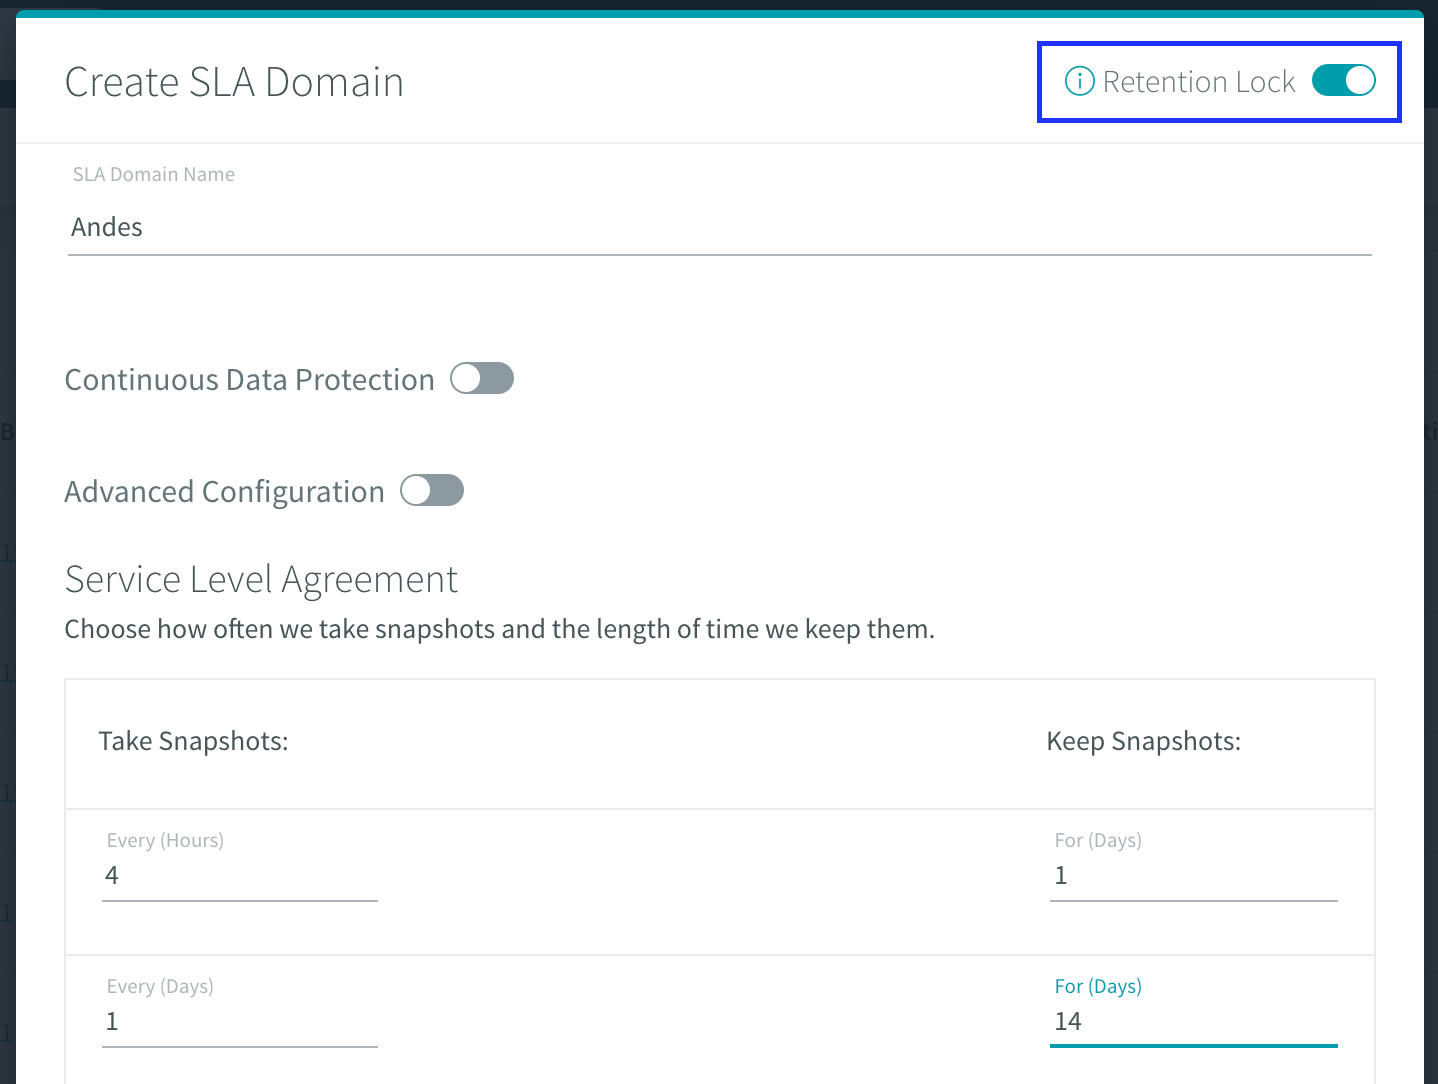 Create SLA Domain
Retention Lock
SLA Domain Name
Andes
Continuous Data Protection
Advanced Configuration
Service Level Agreement
Choose how often we take snapshots and the length of time we keep them.
Take Snapshots: Keep Snapshots:
Every (Hours) For (Days)
4 1
Every (Days) For (Days)
1 14